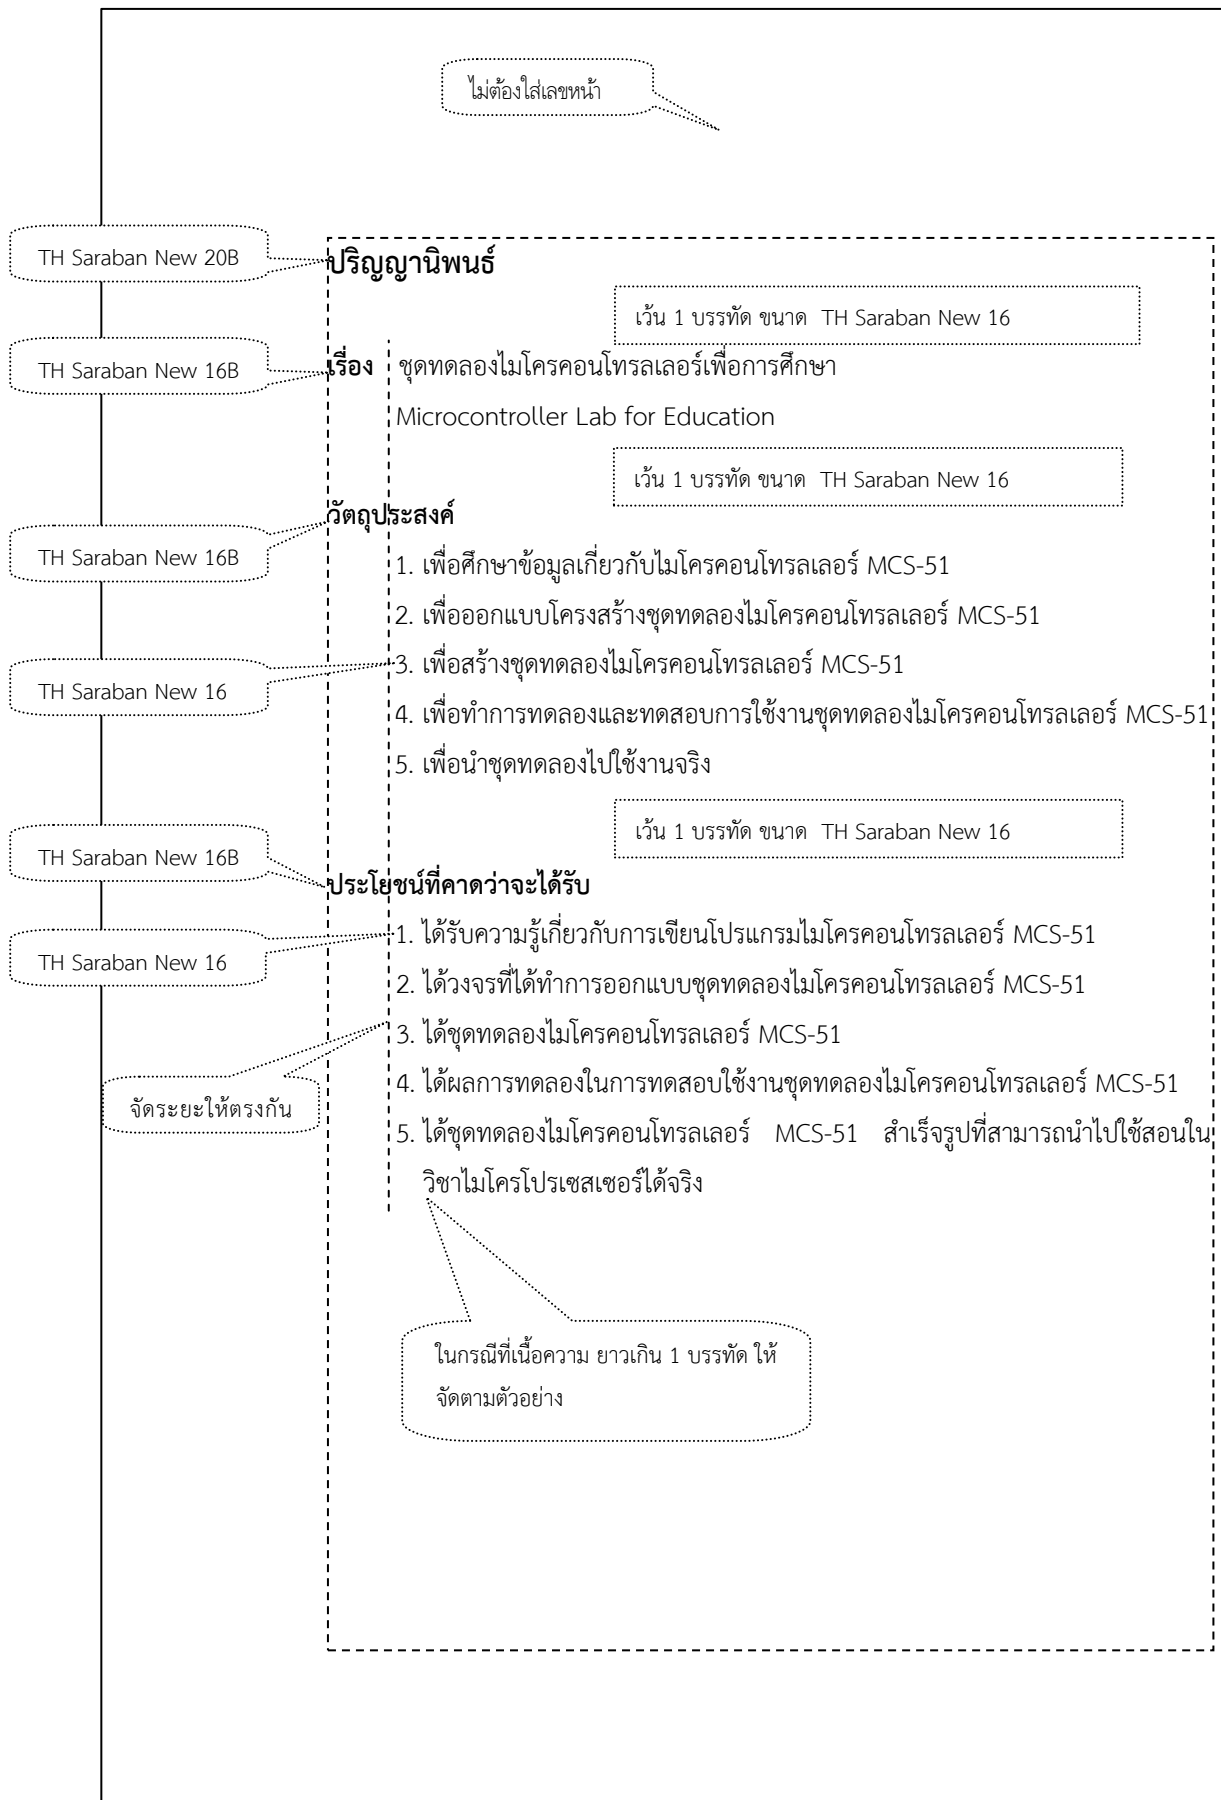 ไม่ต้องใส่เลขหน้า
TH Saraban New 20B
ปริญญานิพนธ์
เว้น 1 บรรทัด ขนาด TH Saraban New 16
TH Saraban New 16B
เรื่อง ชุดทดลองไมโครคอนโทรลเลอร์เพื่อการศึกษา
Microcontroller Lab for Education
เว้น 1 บรรทัด ขนาด TH Saraban New 16
วัตถุประสงค์
TH Saraban New 16B
1. เพื่อศึกษาข้อมูลเกี่ยวกับไมโครคอนโทรลเลอร์ MCS-51
2. เพื่อออกแบบโครงสร้างชุดทดลองไมโครคอนโทรลเลอร์ MCS-51
3. เพื่อสร้างชุดทดลองไมโครคอนโทรลเลอร์ MCS-51
TH Saraban New 16
4. เพื่อทำการทดลองและทดสอบการใช้งานชุดทดลองไมโครคอนโทรลเลอร์ MCS-51
5. เพื่อนำชุดทดลองไปใช้งานจริง
เว้น 1 บรรทัด ขนาด TH Saraban New 16
TH Saraban New 16B
ประโยชน์ที่คาดว่าจะได้รับ
1. ได้รับความรู้เกี่ยวกับการเขียนโปรแกรมไมโครคอนโทรลเลอร์ MCS-51
TH Saraban New 16
2. ได้วงจรที่ได้ทำการออกแบบชุดทดลองไมโครคอนโทรลเลอร์ MCS-51
3. ได้ชุดทดลองไมโครคอนโทรลเลอร์ MCS-51
4. ได้ผลการทดลองในการทดสอบใช้งานชุดทดลองไมโครคอนโทรลเลอร์ MCS-51
จัดระยะให้ตรงกัน
5. ได้ชุดทดลองไมโครคอนโทรลเลอร์ MCS-51 สำเร็จรูปที่สามารถนำไปใช้สอนใน
วิชาไมโครโปรเซสเซอร์ได้จริง
ในกรณีที่เนื้อความ ยาวเกิน 1 บรรทัด ให้
จัดตามตัวอย่าง